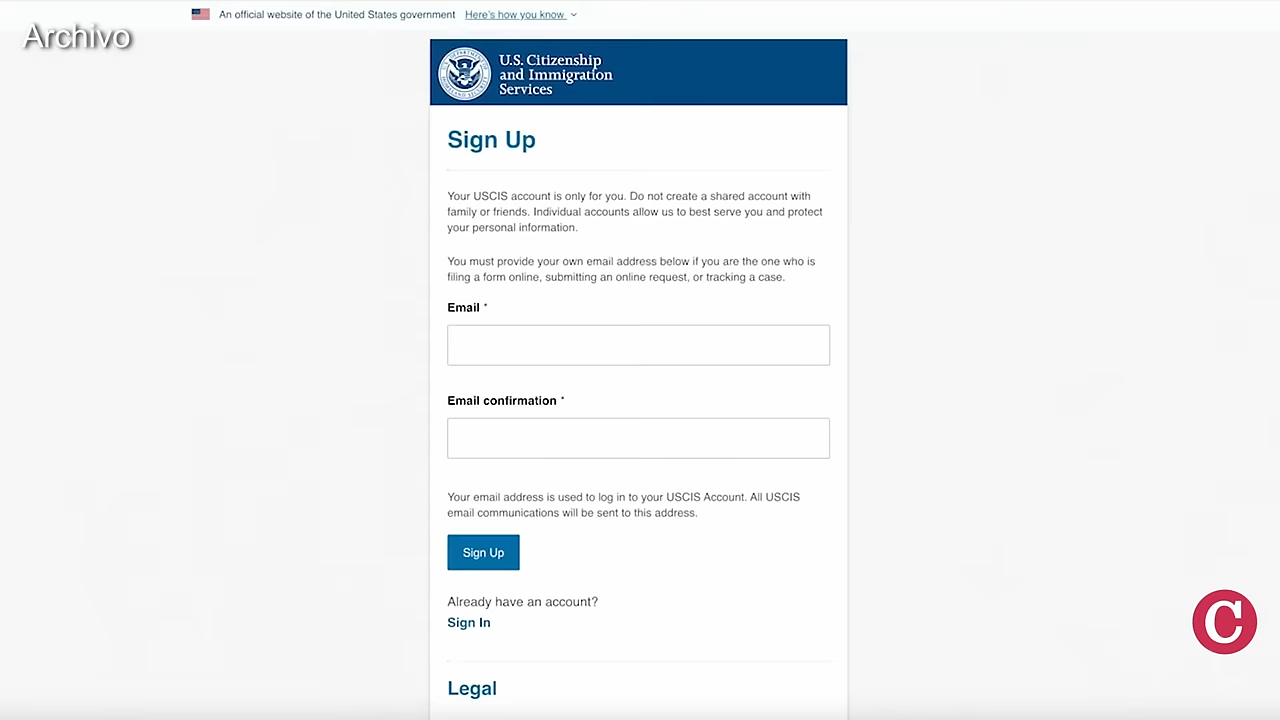 An official website of the United States government Here's how you know
Archivo
U.S. Citizenship
and Immigration
Services
Sign Up
Your USCIS account is only for you. Do not create a shared account with
family or friends. Individual accounts allow us to best serve you and protect
your personal information.
You must provide your own email address below if you are the one who is
filing a form online, submitting an online request, or tracking a case.
Email *
Email confirmation *
Your email address is used to log in to your USCIS Account. All USCIS
email communications will be sent to this address.
Sign Up
Already have an account?
Sign In
C
Legal